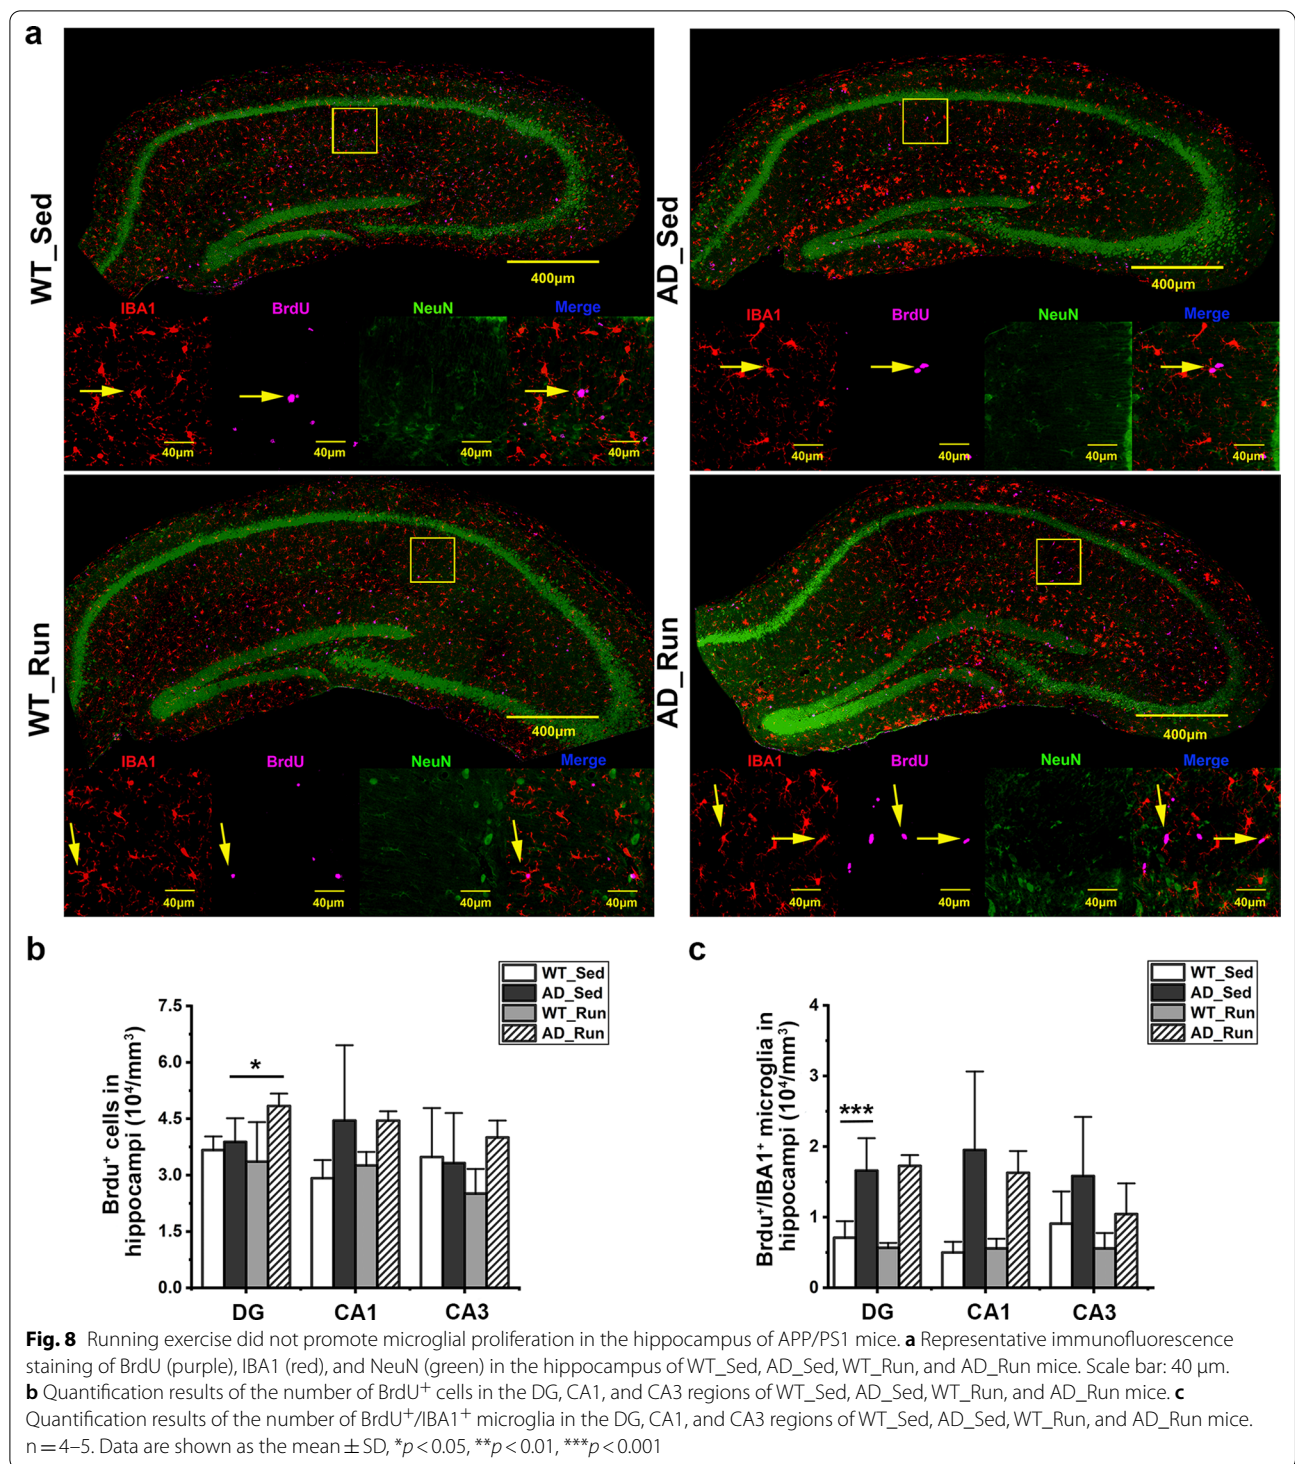 a
WT_Sed
400µm
IBA1 BrdU NeuN Merge
40µm 40µm 40µm 40µm
AD_Sed
400µm
IBA1 BrdU NeuN Merge
40µm 40µm 40µm 40µm
WT_Run
400µm
IBA1 BrdU NeuN Merge
40µm 40µm 40µm 40µm
AD_Run
400µm
IBA1 BrdU NeuN Merge
40µm 40µm 40µm 40µm
b
WT_Sed
AD_Sed
WT_Run
AD_Run
Brdu⁺ cells in
hippocampi (10⁴/mm³)
7.5
6.0
4.5
3.0
1.5
0.0
*
DG CA1 CA3
c
WT_Sed
AD_Sed
WT_Run
AD_Run
Brdu⁺/IBA1⁺ microglia in
hippocampi (10⁴/mm³)
4
3
2
1
0
***
DG CA1 CA3
Fig. 8 Running exercise did not promote microglial proliferation in the hippocampus of APP/PS1 mice. a Representative immunofluorescence
staining of BrdU (purple), IBA1 (red), and NeuN (green) in the hippocampus of WT_Sed, AD_Sed, WT_Run, and AD_Run mice. Scale bar: 40 µm.
b Quantification results of the number of BrdU⁺ cells in the DG, CA1, and CA3 regions of WT_Sed, AD_Sed, WT_Run, and AD_Run mice. c
Quantification results of the number of BrdU⁺/IBA1⁺ microglia in the DG, CA1, and CA3 regions of WT_Sed, AD_Sed, WT_Run, and AD_Run mice.
n = 4–5. Data are shown as the mean ± SD, *p < 0.05, **p < 0.01, ***p < 0.001